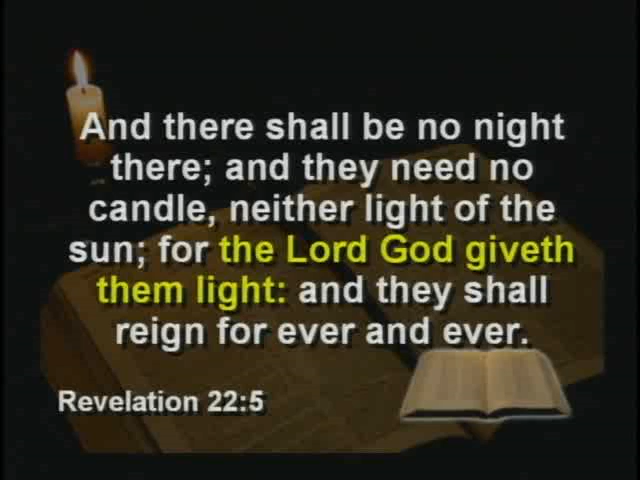 And there shall be no night
there; and they need no
candle, neither light of the
sun; for the Lord God giveth
them light: and they shall
reign for ever and ever.
Revelation 22:5